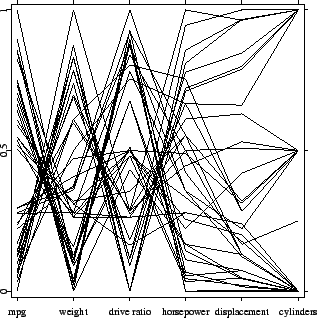 1
0.5
0
mpg weight drive ratio horsepower displacement cylinders